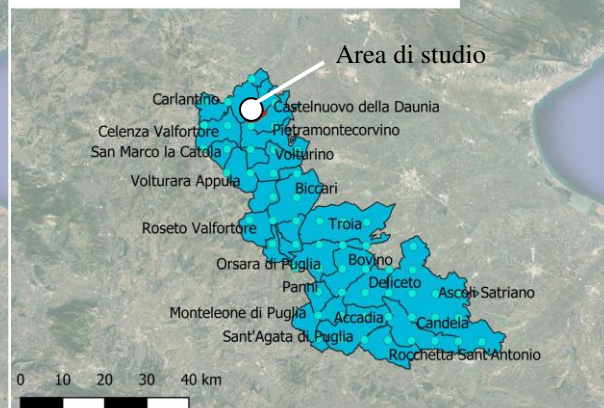 Area di studio
Carlantino
Castelnuovo della Daunia
Celenza Valfortore
Pietramontecorvino
San Marco la Catola
Volturino
Volturara Appula
Biccari
Roseto Valfortore
Troia
Orsara di Puglia
Bovino
Panni
Deliceto
Ascoli Satriano
Monteleone di Puglia
Accadia
Candela
Sant'Agata di Puglia
Rocchetta Sant'Antonio
0 10 20 30 40 km